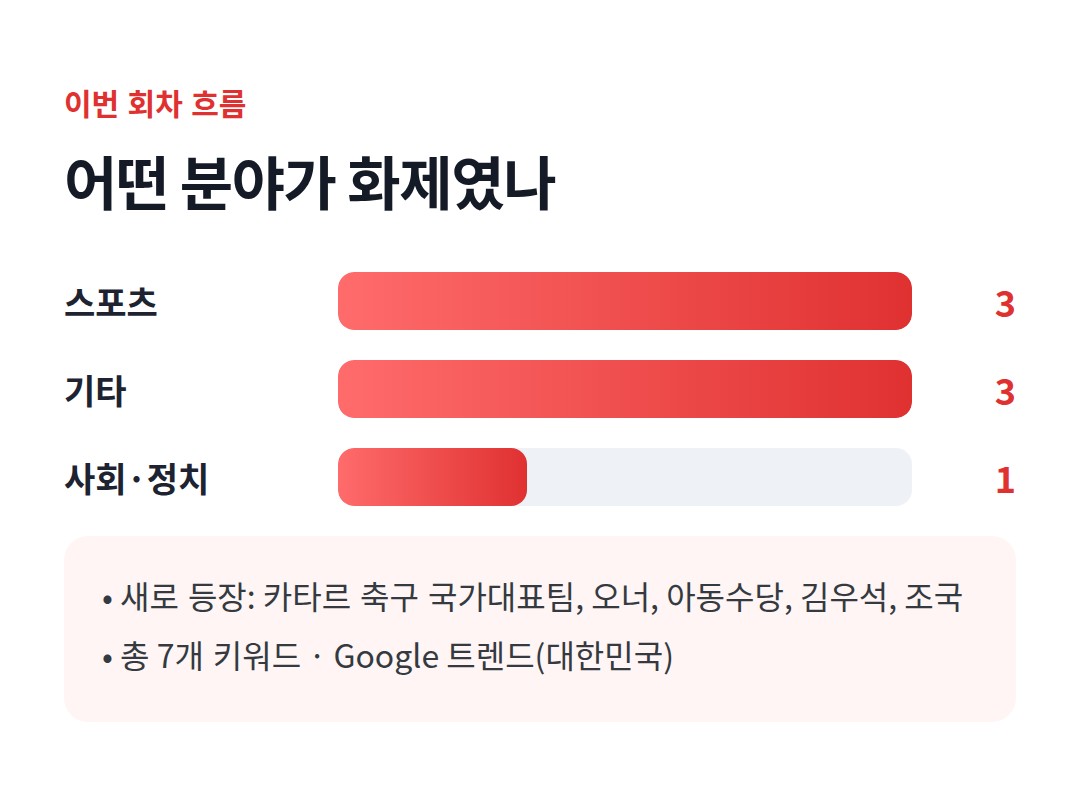 이번 회차 흐름
어떤 분야가 화제였나
스포츠 3
기타 3
사회·정치 1
• 새로 등장: 카타르 축구 국가대표팀, 오너, 아동수당, 김우석, 조국
• 총 7개 키워드 · Google 트렌드(대한민국)